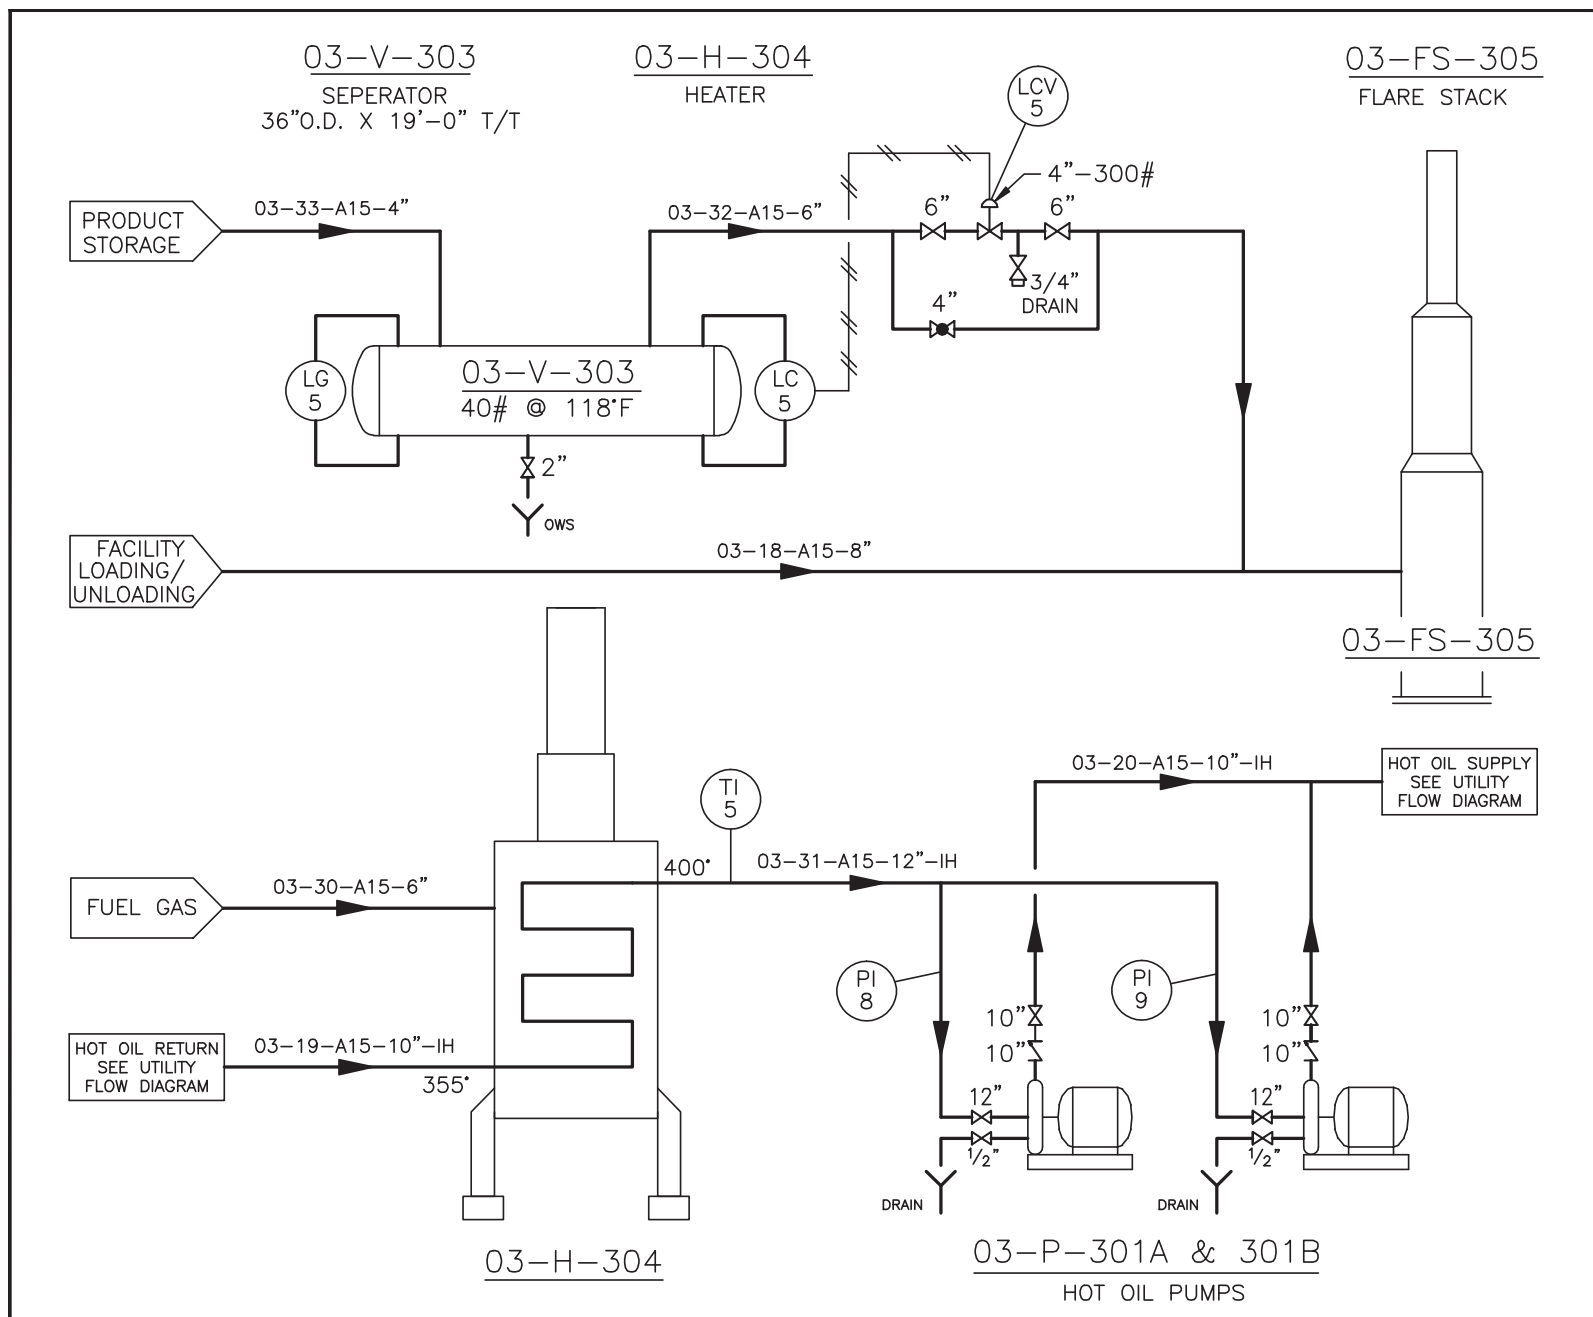 03-V-303
SEPERATOR
36"O.D. X 19'-0" T/T
03-H-304
HEATER
03-FS-305
FLARE STACK
LCV
5
4"-300#
PRODUCT
STORAGE
03-33-A15-4"
03-32-A15-6"
6"
6"
3/4"
DRAIN
4"
LG
5
03-V-303
40# @ 118°F
LC
5
2"
OWS
FACILITY
LOADING/
UNLOADING
03-18-A15-8"
03-FS-305
03-20-A15-10"-IH
HOT OIL SUPPLY
SEE UTILITY
FLOW DIAGRAM
TI
5
400°
03-31-A15-12"-IH
FUEL GAS
03-30-A15-6"
PI
8
PI
9
10"
10"
10"
10"
HOT OIL RETURN
SEE UTILITY
FLOW DIAGRAM
03-19-A15-10"-IH
355°
12"
12"
1/2"
1/2"
DRAIN
DRAIN
03-H-304
03-P-301A & 301B
HOT OIL PUMPS